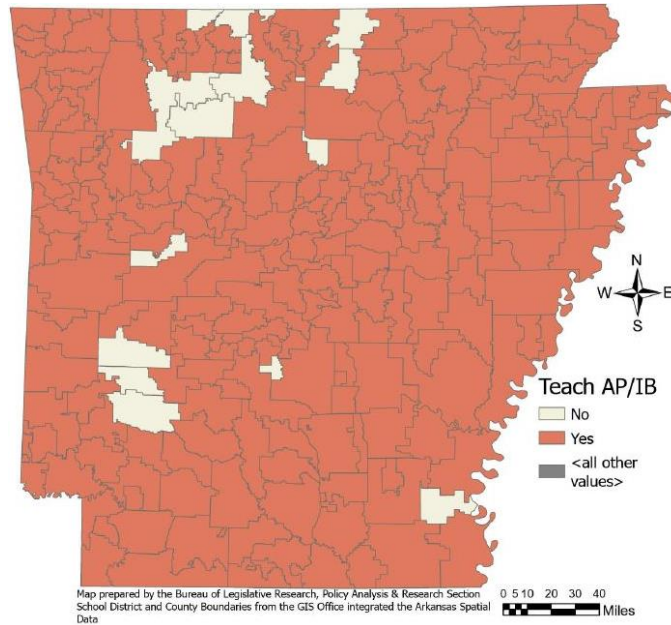 N
W E
S
Teach AP/IB
No
Yes
<all other
values>
Map prepared by the Bureau of Legislative Research, Policy Analysis & Research Section
School District and County Boundaries from the GIS Office integrated the Arkansas Spatial
Data
0 5 10 20 30 40
Miles